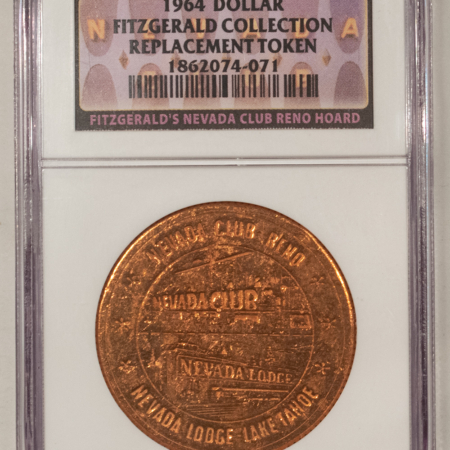 1964 DOLLAR
NEVADA
FITZGERALD COLLECTION
REPLACEMENT TOKEN
1862074-071
FITZGERALD'S NEVADA CLUB RENO HOARD
NEVADA CLUB RENO
NEVADA CLUB
NEVADA LODGE
NEVADA LODGE LAKE TAHOE